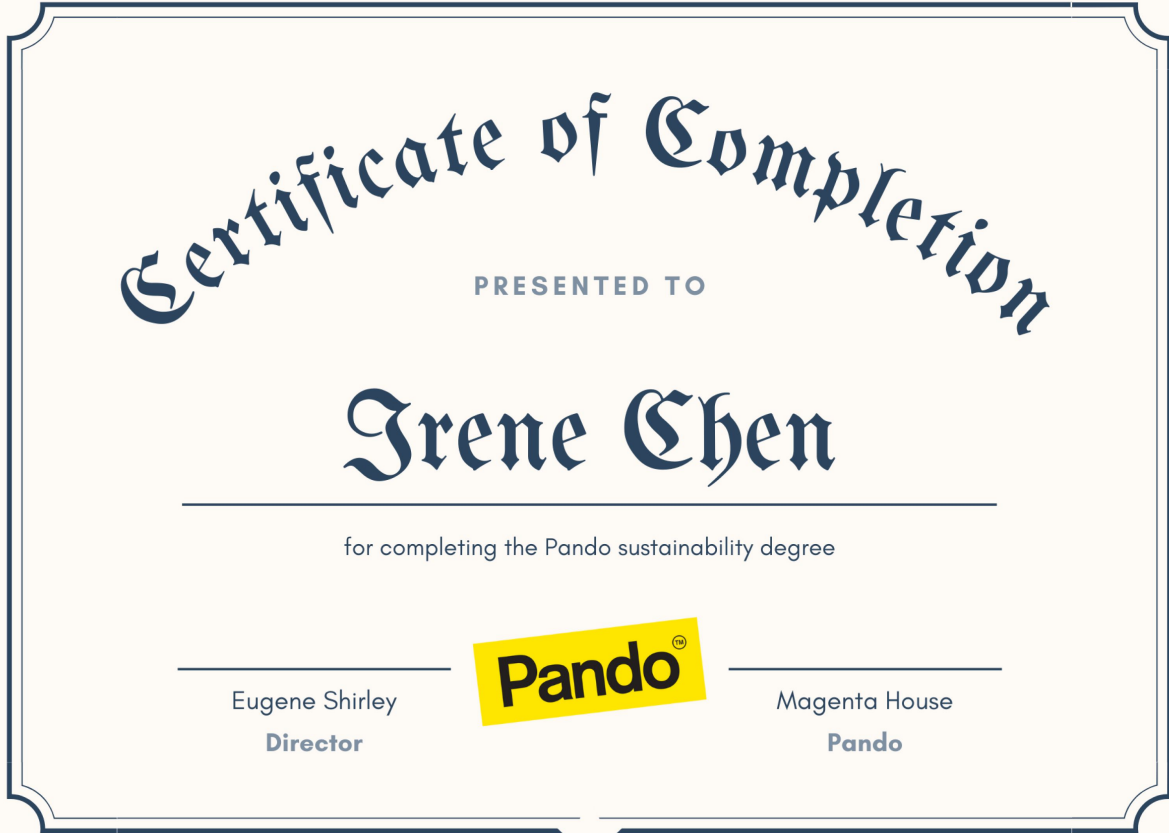 Certificate of Completion
PRESENTED TO
Irene Chen
for completing the Pando sustainability degree
Pando™
Eugene Shirley
Director
Magenta House
Pando